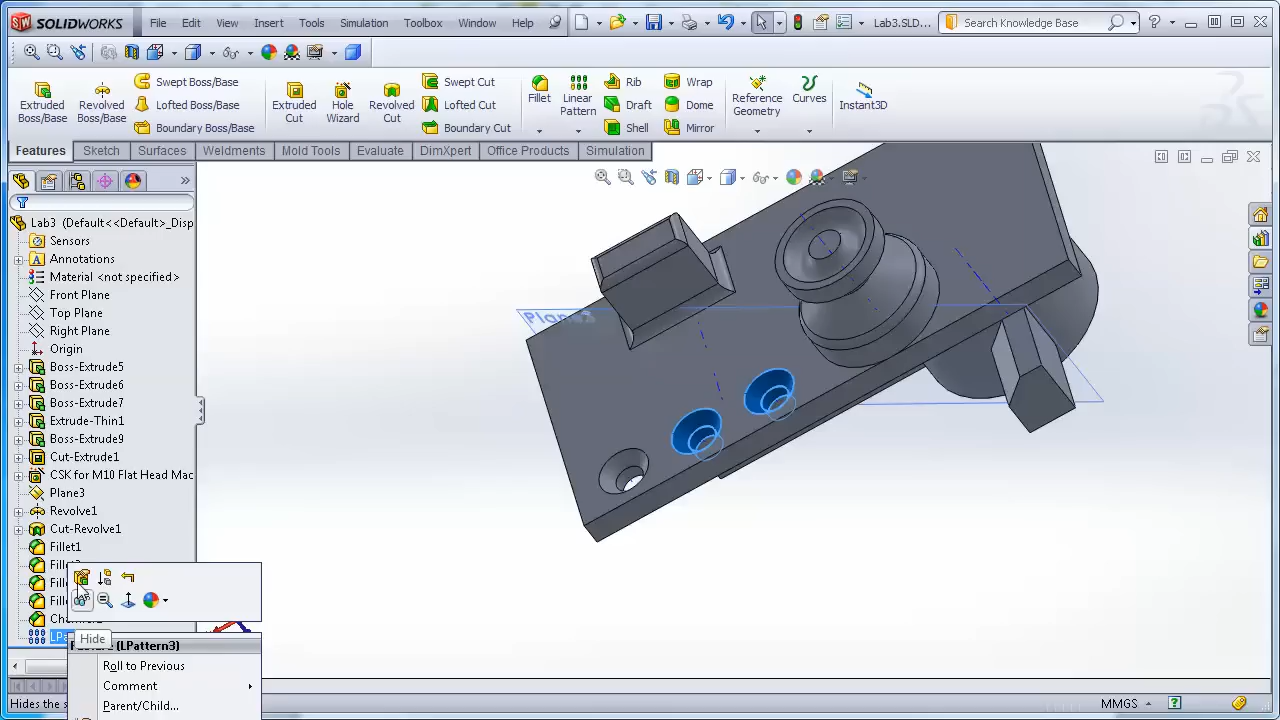 SOLIDWORKS File Edit View Insert Tools Simulation Toolbox Window Help Lab3.SLD... Search Knowledge Base
Extruded Boss/Base
Revolved Boss/Base
Swept Boss/Base
Lofted Boss/Base
Boundary Boss/Base
Extruded Cut
Hole Wizard
Revolved Cut
Swept Cut
Lofted Cut
Boundary Cut
Fillet
Linear Pattern
Rib
Draft
Shell
Wrap
Dome
Mirror
Reference Geometry
Curves
Instant3D
Features Sketch Surfaces Weldments Mold Tools Evaluate DimXpert Office Products Simulation
Lab3 (Default<<Default>_Disp
Sensors
Annotations
Material <not specified>
Front Plane
Top Plane
Right Plane
Origin
Boss-Extrude5
Boss-Extrude6
Boss-Extrude7
Extrude-Thin1
Boss-Extrude9
Cut-Extrude1
CSK for M10 Flat Head Mac
Plane3
Revolve1
Cut-Revolve1
Fillet1
Hide
(LPattern3)
Roll to Previous
Comment
Parent/Child...
Hides the s
MMGS